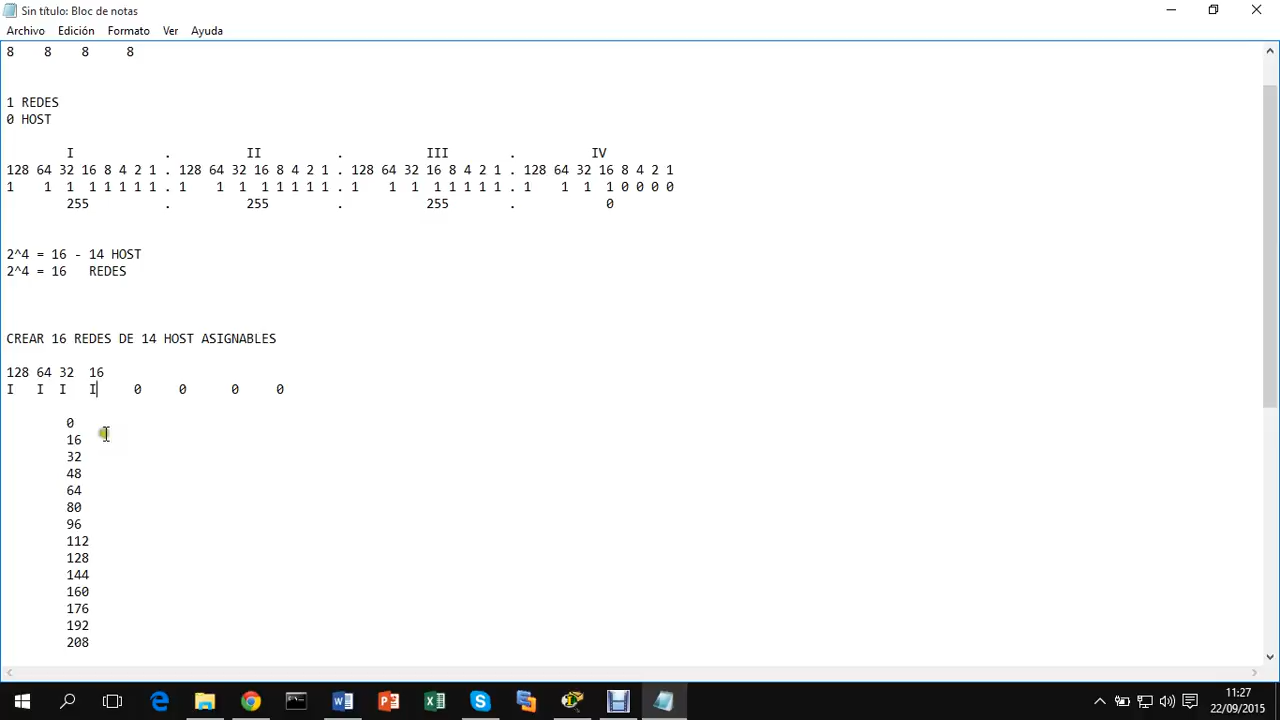 Sin título: Bloc de notas
Archivo Edición Formato Ver Ayuda
8 8 8 8
1 REDES
0 HOST
I . II . III . IV
128 64 32 16 8 4 2 1 . 128 64 32 16 8 4 2 1 . 128 64 32 16 8 4 2 1 . 128 64 32 16 8 4 2 1
1 1 1 1 1 1 1 1 . 1 1 1 1 1 1 1 1 . 1 1 1 1 1 1 1 1 . 1 1 1 1 0 0 0 0
255 . 255 . 255 . 0
2^4 = 16 - 14 HOST
2^4 = 16 REDES
CREAR 16 REDES DE 14 HOST ASIGNABLES
128 64 32 16
I I I I 0 0 0 0
0
16
32
48
64
80
96
112
128
144
160
176
192
208
11:27
22/09/2015